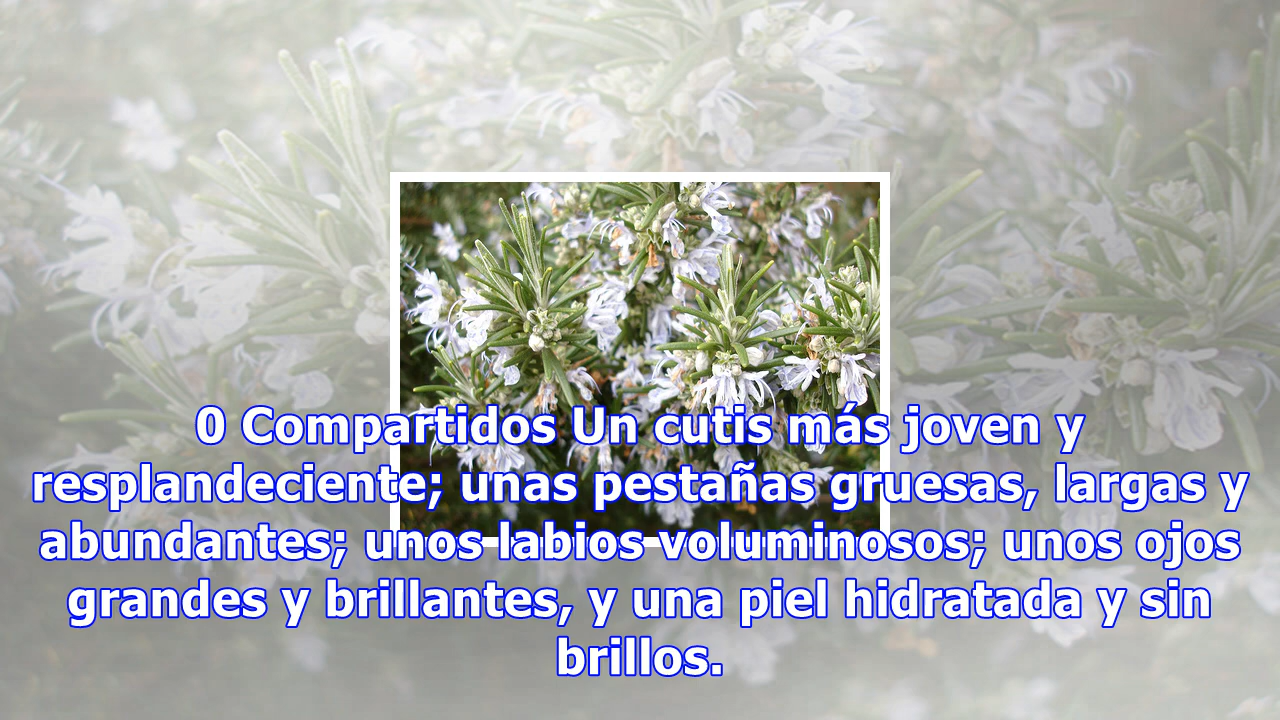 0 Compartidos Un cutis más joven y
resplandeciente; unas pestañas gruesas, largas y
abundantes; unos labios voluminosos; unos ojos
grandes y brillantes, y una piel hidratada y sin
brillos.